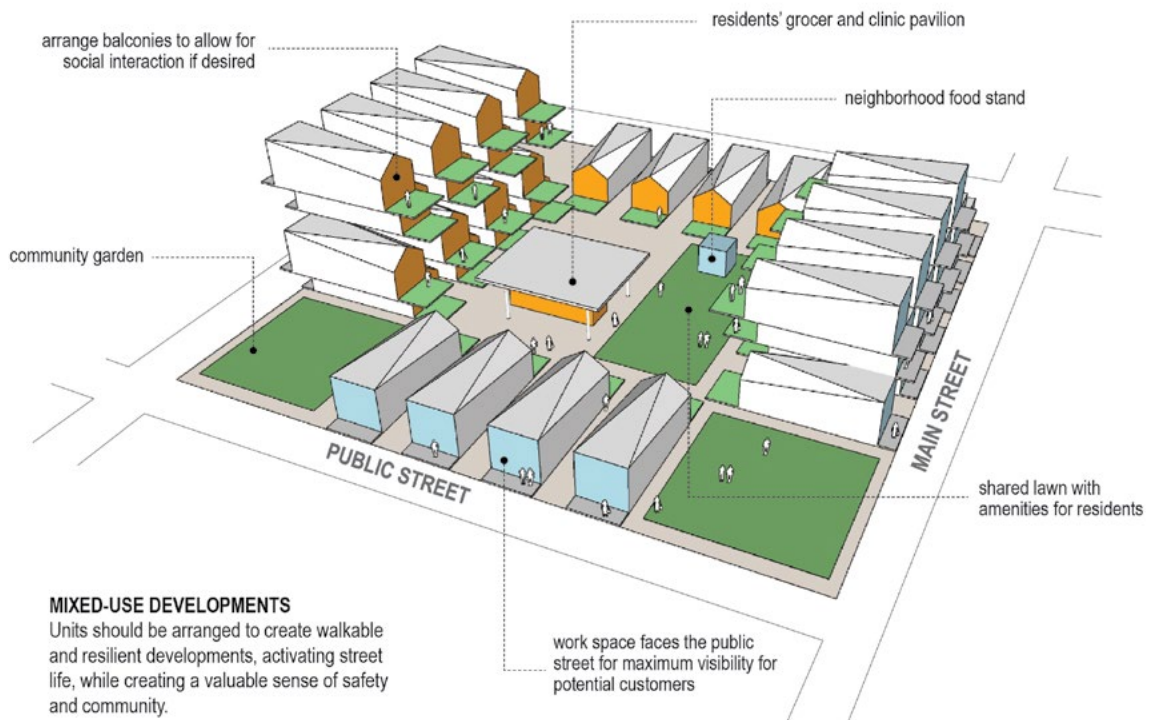 residents' grocer and clinic pavilion
arrange balconies to allow for
social interaction if desired
neighborhood food stand
community garden
MAIN STREET
PUBLIC STREET
shared lawn with
amenities for residents
MIXED-USE DEVELOPMENTS
Units should be arranged to create walkable
and resilient developments, activating street
life, while creating a valuable sense of safety
and community.
work space faces the public
street for maximum visibility for
potential customers